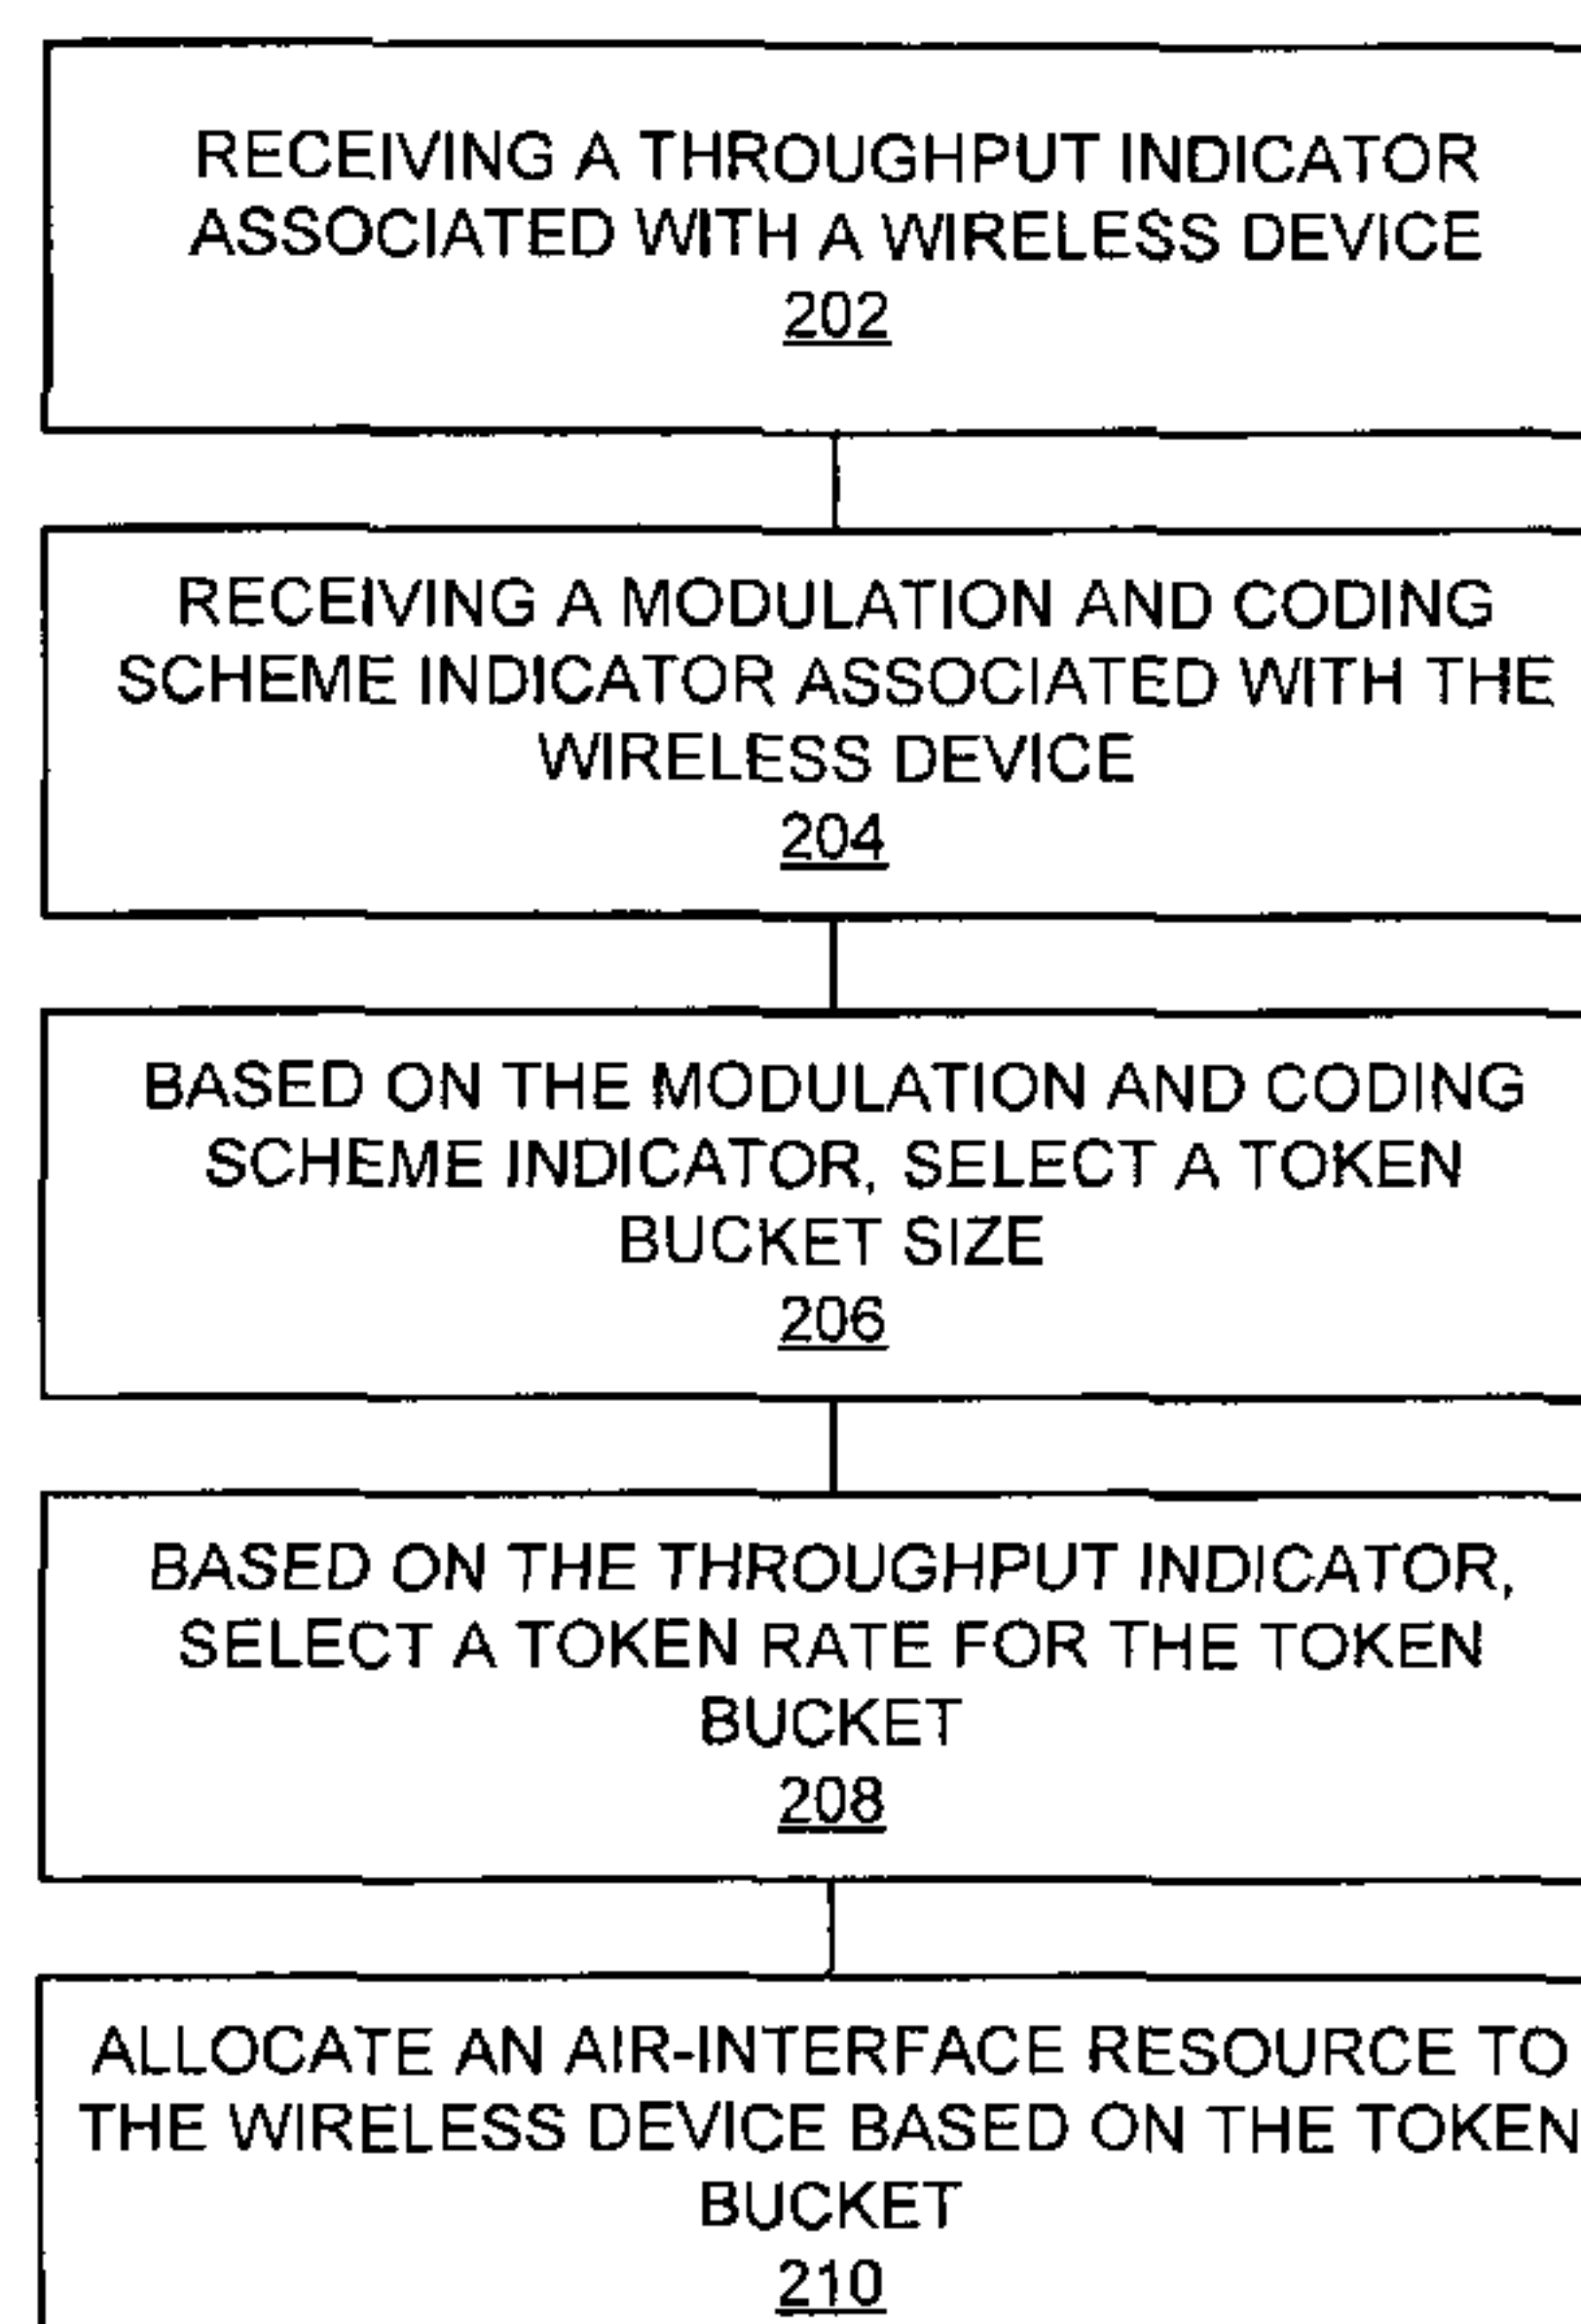 RECEIVING A THROUGHPUT INDICATOR
ASSOCIATED WITH A WIRELESS DEVICE
202
RECEIVING A MODULATION AND CODING
SCHEME INDICATOR ASSOCIATED WITH THE
WIRELESS DEVICE
204
BASED ON THE MODULATION AND CODING
SCHEME INDICATOR, SELECT A TOKEN
BUCKET SIZE
206
BASED ON THE THROUGHPUT INDICATOR,
SELECT A TOKEN RATE FOR THE TOKEN
BUCKET
208
ALLOCATE AN AIR-INTERFACE RESOURCE TO
THE WIRELESS DEVICE BASED ON THE TOKEN
BUCKET
210